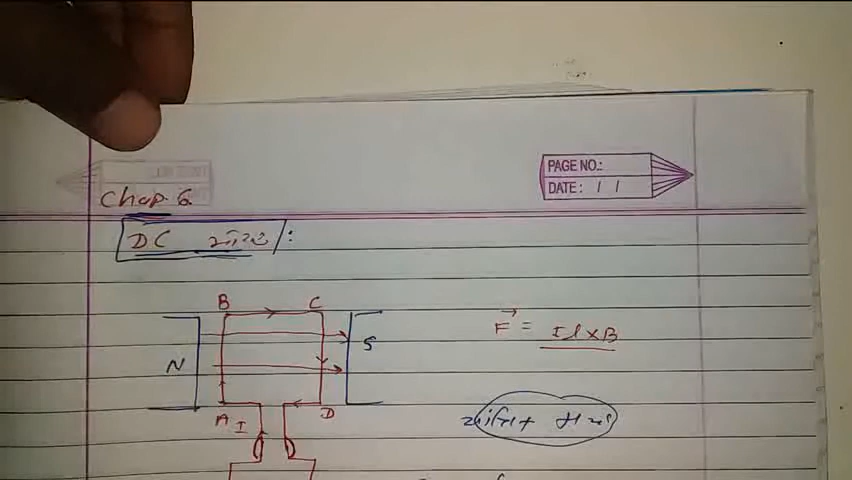 PAGE NO.:
DATE: / /
Chap 6
DC :
B C
N S
A I D
F = Il×B